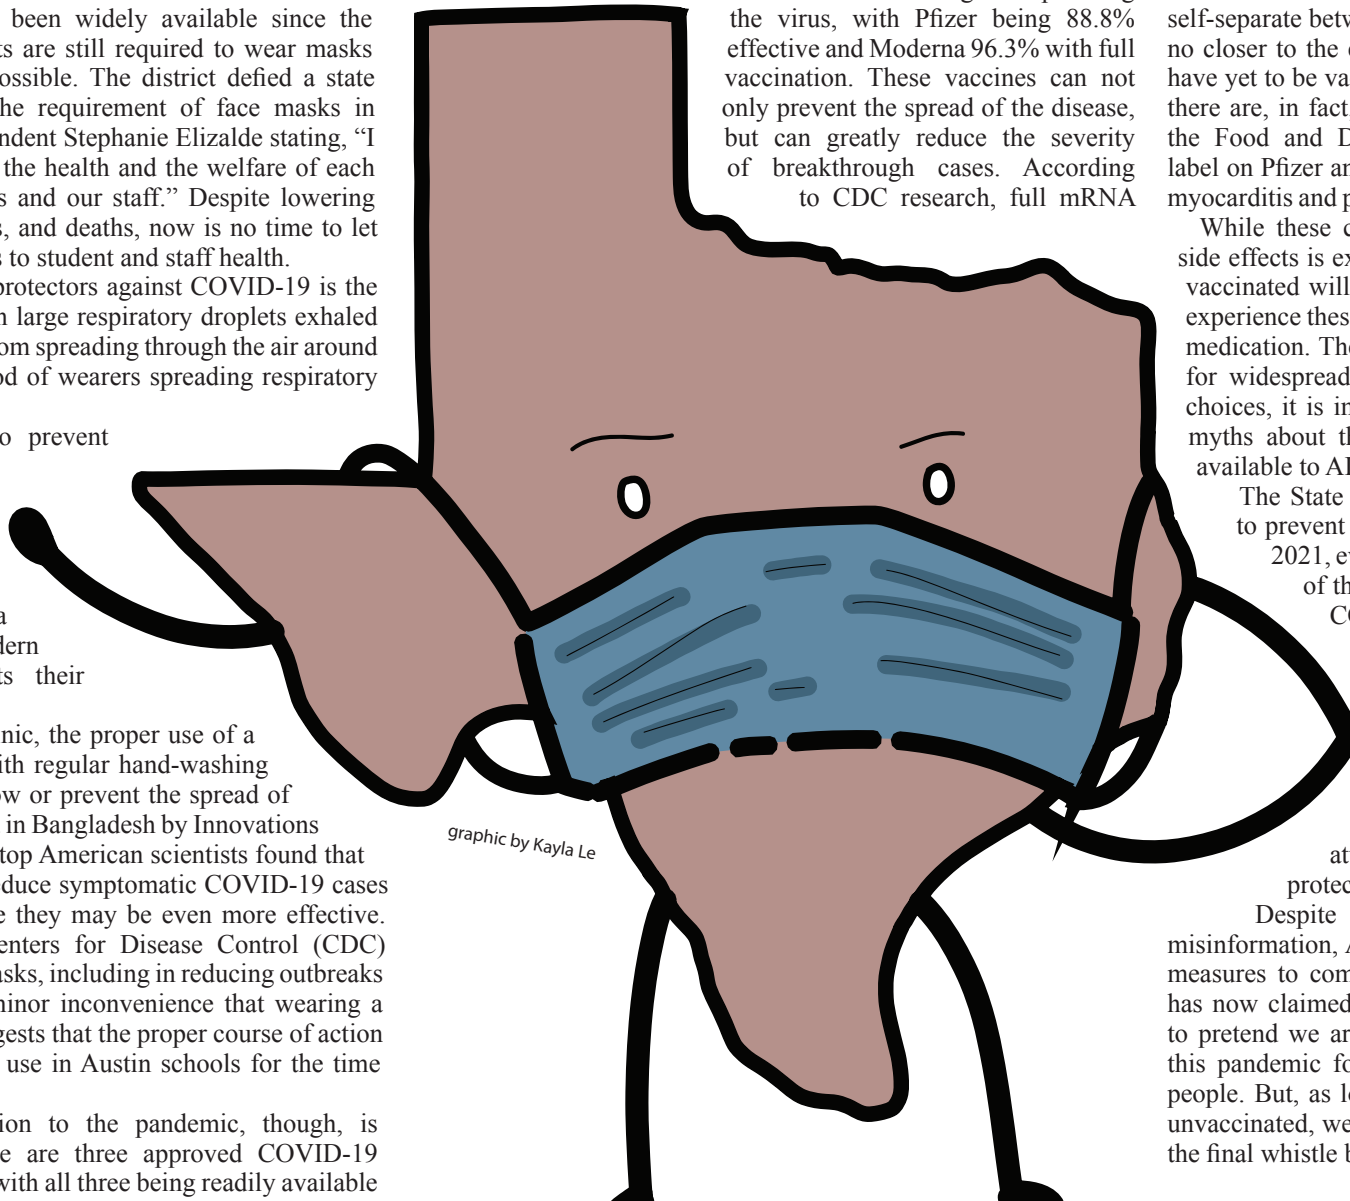 been widely available since the
ts are still required to wear masks
ossible. The district defied a state
he requirement of face masks in
ndent Stephanie Elizalde stating, “I
the health and the welfare of each
s and our staff.” Despite lowering
s, and deaths, now is no time to let
s to student and staff health.
protectors against COVID-19 is the
n large respiratory droplets exhaled
om spreading through the air around
od of wearers spreading respiratory
o prevent
a
dern
ts their
nic, the proper use of a
ith regular hand-washing
ow or prevent the spread of
in Bangladesh by Innovations
top American scientists found that
educe symptomatic COVID-19 cases
e they may be even more effective.
enters for Disease Control (CDC)
asks, including in reducing outbreaks
minor inconvenience that wearing a
gests that the proper course of action
use in Austin schools for the time
ion to the pandemic, though, is
e are three approved COVID-19
with all three being readily available
graphic by Kayla Le
the virus, with Pfizer being 88.8%
effective and Moderna 96.3% with full
vaccination. These vaccines can not
only prevent the spread of the disease,
but can greatly reduce the severity
of breakthrough cases. According
to CDC research, full mRNA
self-separate betw
no closer to the
have yet to be va
there are, in fact
the Food and D
label on Pfizer an
myocarditis and p
While these c
side effects is ex
vaccinated will
experience thes
medication. The
for widespread
choices, it is in
myths about th
available to AI
The State
to prevent
2021, ev
of th
CO
at
protec
Despite
misinformation, A
measures to com
has now claimed
to pretend we ar
this pandemic fo
people. But, as lo
unvaccinated, we
the final whistle b